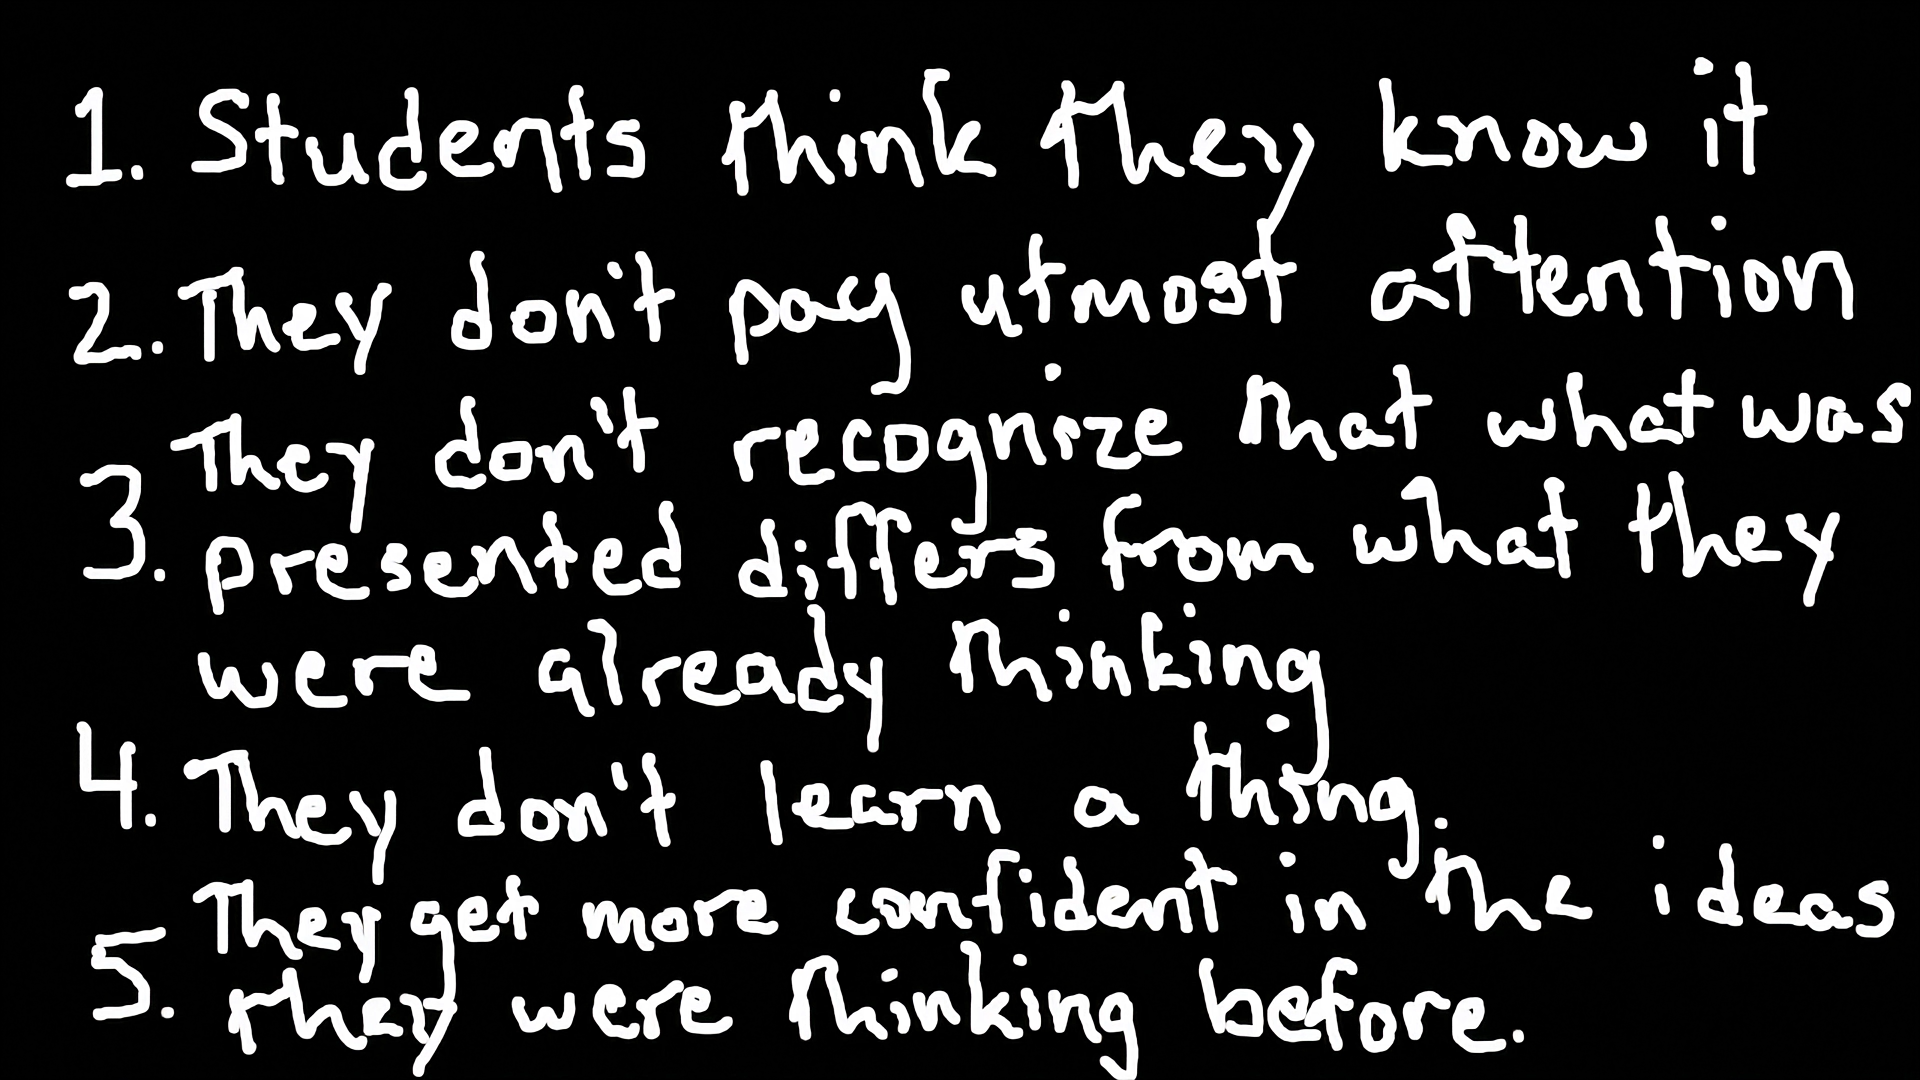 1. Students think they know it
2. They don't pay utmost attention
3. They don't recognize that what was
presented differs from what they
were already thinking
4. They don't learn a thing.
5. They get more confident in the ideas
they were thinking before.